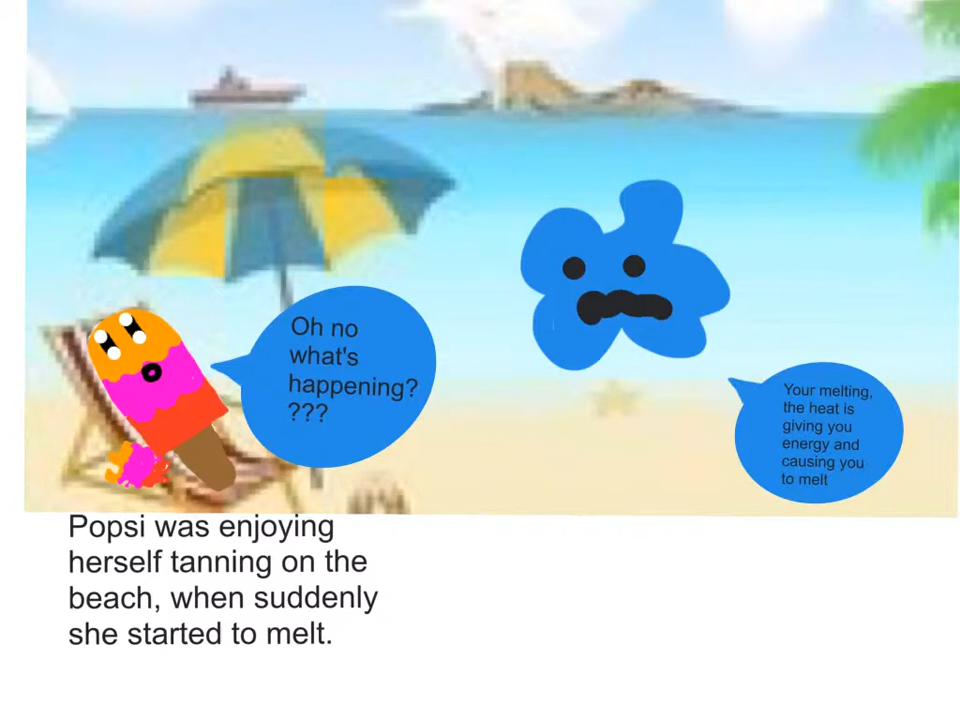 Oh no
what's
happening?
???
Your melting,
the heat is
giving you
energy and
causing you
to melt
Popsi was enjoying
herself tanning on the
beach, when suddenly
she started to melt.